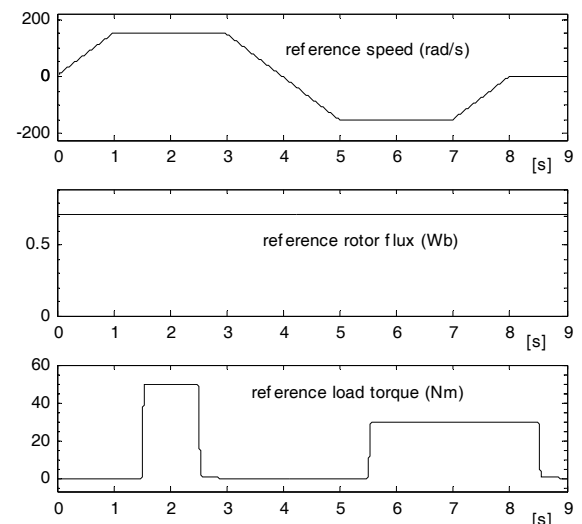 200
reference speed (rad/s)
0
-200
0 1 2 3 4 5 6 7 8 9
[s]
0.5
reference rotor flux (Wb)
0
0 1 2 3 4 5 6 7 8 9
[s]
60
reference load torque (Nm)
40
20
0
0 1 2 3 4 5 6 7 8 9
[s]